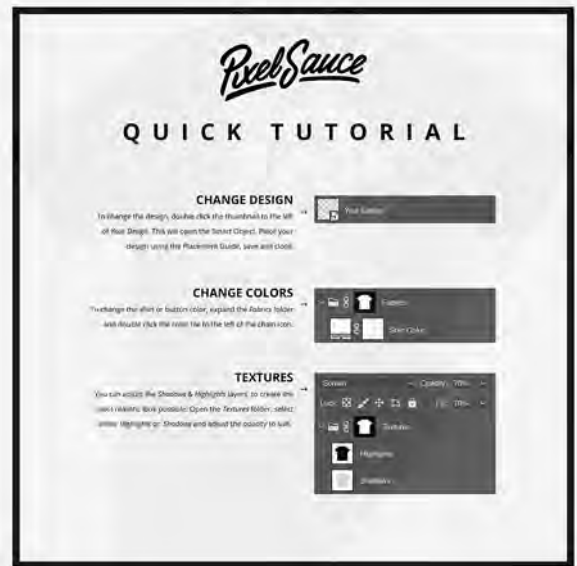 PixelSauce
QUICK TUTORIAL
CHANGE DESIGN
To change the design, double click the thumbnail to the left
of Your Design. This will open the Smart Object. Place your
design using the Placement Guide, save and close.
Your Design
CHANGE COLORS
To change the shirt or button color, expand the Fabrics folder
and double click the color tile to the left of the chain icon.
Fabrics
Shirt Color
TEXTURES
You can adjust the Shadows & Highlights layers, to create the
most realistic look possible. Open the Textures folder, select
either Highlights or Shadows and adjust the opacity to suit.
Screen Opacity: 70%
Lock: Fill: 70%
Textures
Highlights
Shadows